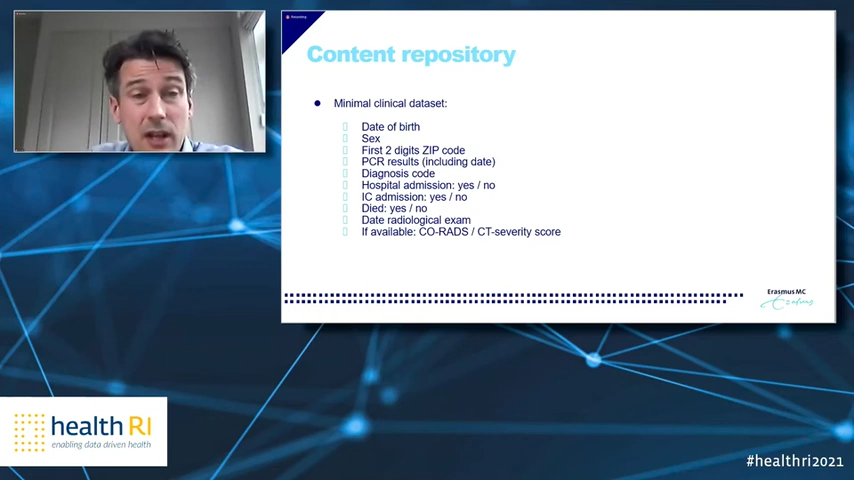 Recording
Content repository
Minimal clinical dataset:
Date of birth
Sex
First 2 digits ZIP code
PCR results (including date)
Diagnosis code
Hospital admission: yes / no
IC admission: yes / no
Died: yes / no
Date radiological exam
If available: CO-RADS / CT-severity score
Erasmus MC
Erasmus
health RI
enabling data driven health
#healthri2021